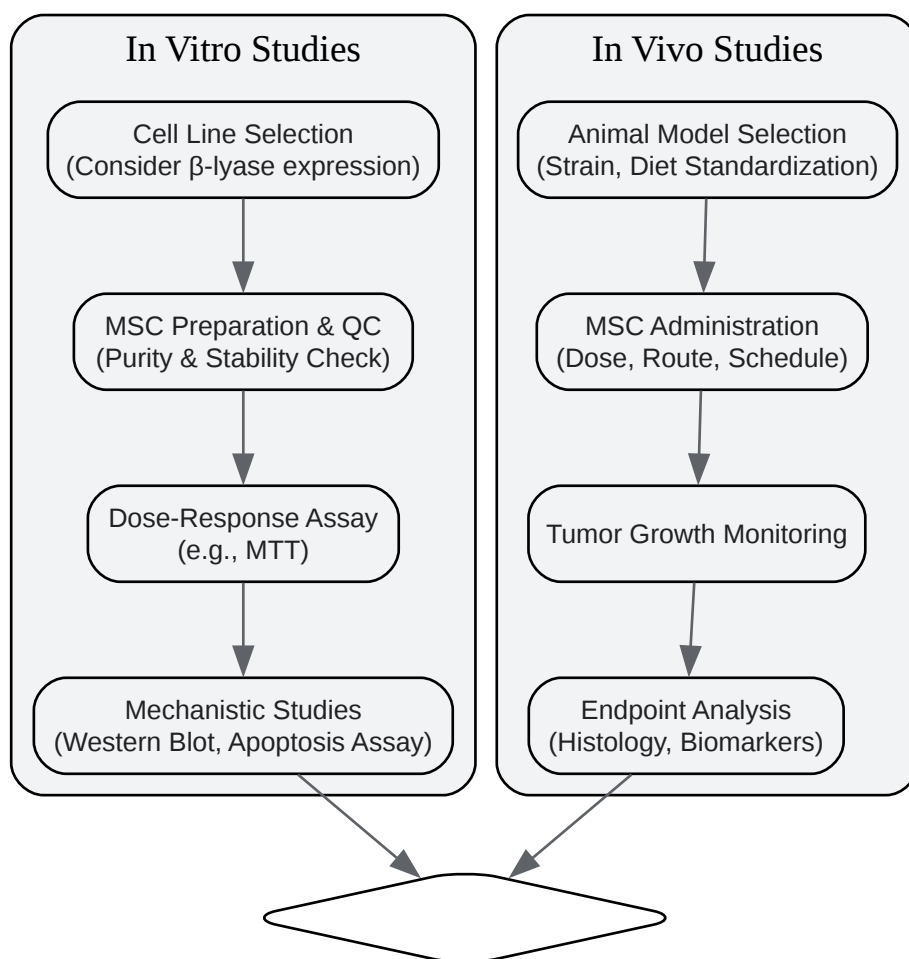 In Vitro Studies
Cell Line Selection
(Consider β-lyase expression)
MSC Preparation & QC
(Purity & Stability Check)
Dose-Response Assay
(e.g., MTT)
Mechanistic Studies
(Western Blot, Apoptosis Assay)
In Vivo Studies
Animal Model Selection
(Strain, Diet Standardization)
MSC Administration
(Dose, Route, Schedule)
Tumor Growth Monitoring
Endpoint Analysis
(Histology, Biomarkers)